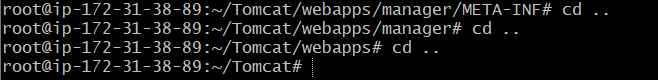 root@ip-172-31-38-89:~/Tomcat/webapps/manager/META-INF# cd ..
root@ip-172-31-38-89:~/Tomcat/webapps/manager# cd ..
root@ip-172-31-38-89:~/Tomcat/webapps# cd ..
root@ip-172-31-38-89:~/Tomcat#